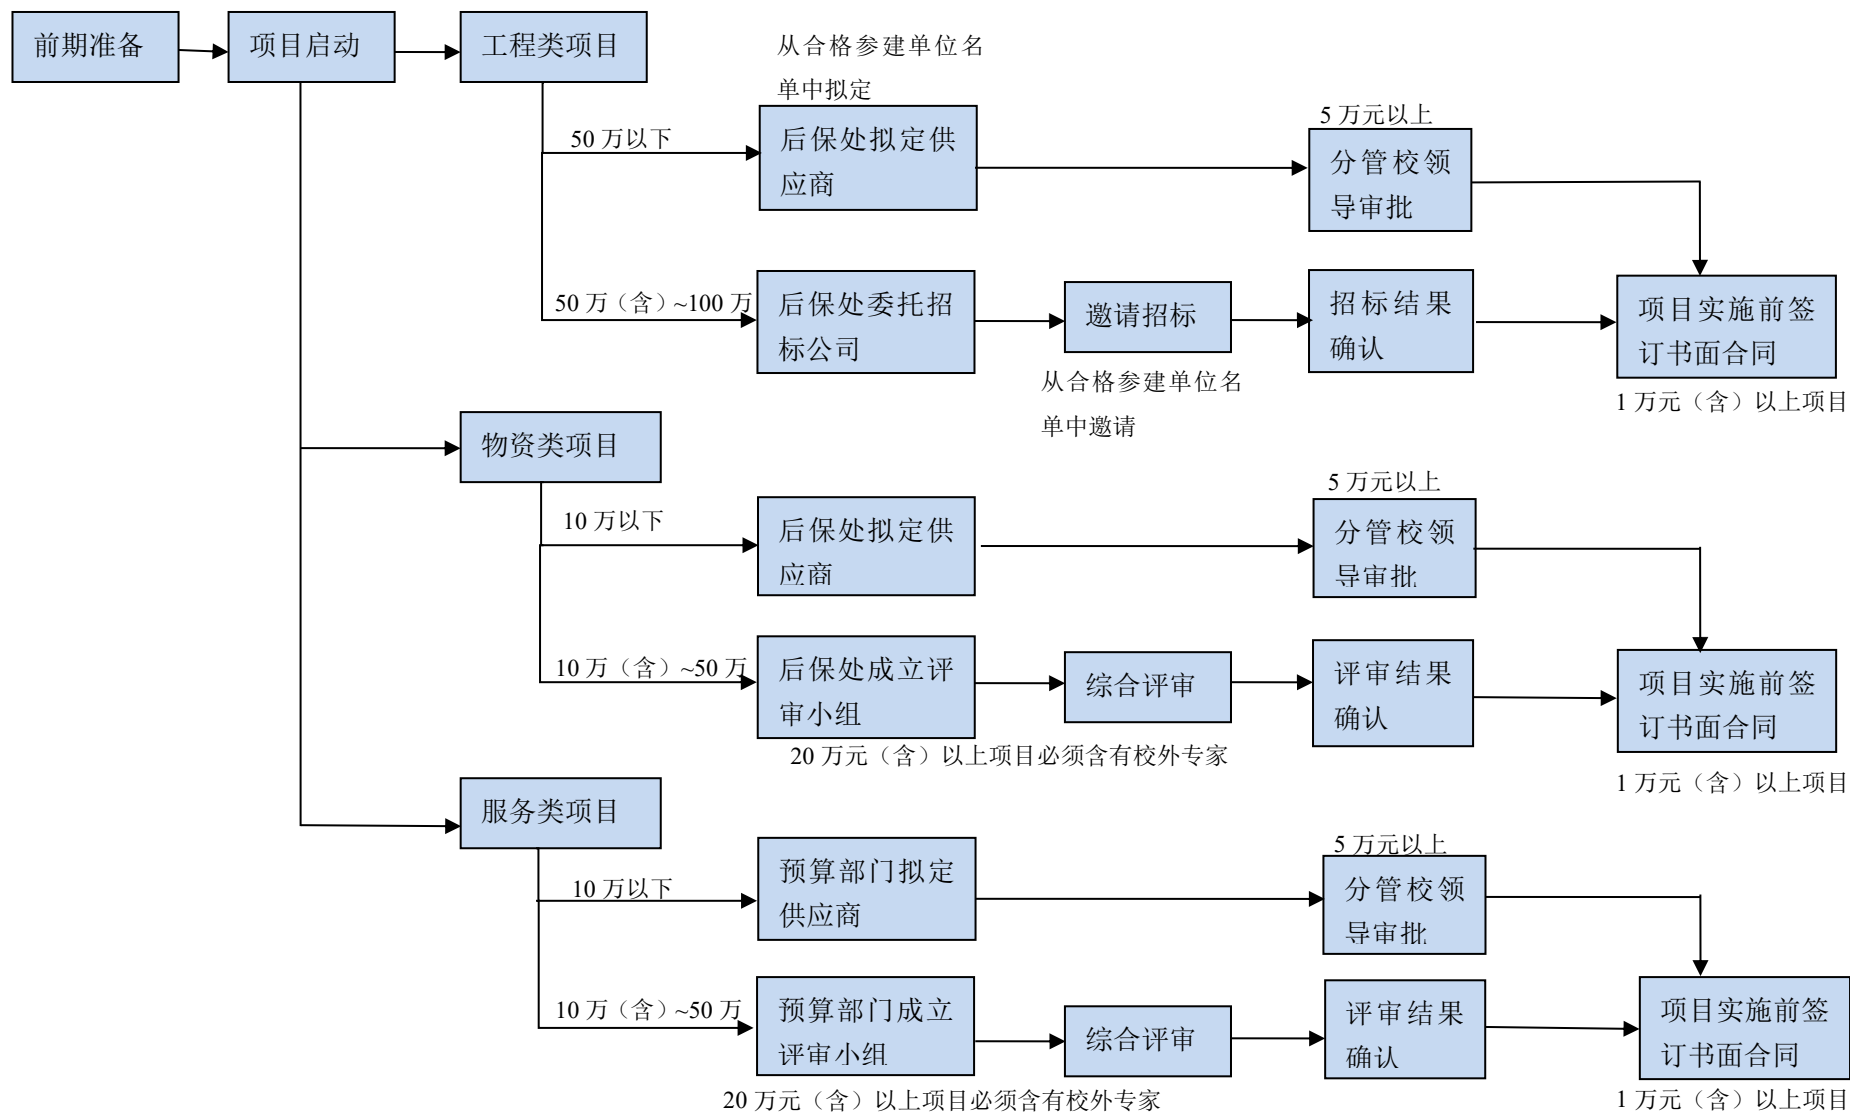 前期准备
项目启动
工程类项目
从合格参建单位名
单中拟定
50 万以下
后保处拟定供
应商
5 万元以上
分管校领
导审批
50 万（含）~100 万
后保处委托招
标公司
邀请招标
从合格参建单位名
单中邀请
招标结果
确认
项目实施前签
订书面合同
1 万元（含）以上项目
物资类项目
10 万以下
后保处拟定供
应商
5 万元以上
分管校领
导审批
10 万（含）~50 万
后保处成立评
审小组
20 万元（含）以上项目必须含有校外专家
综合评审
评审结果
确认
项目实施前签
订书面合同
1 万元（含）以上项目
服务类项目
10 万以下
预算部门拟定
供应商
5 万元以上
分管校领
导审批
10 万（含）~50 万
预算部门成立
评审小组
20 万元（含）以上项目必须含有校外专家
综合评审
评审结果
确认
项目实施前签
订书面合同
1 万元（含）以上项目